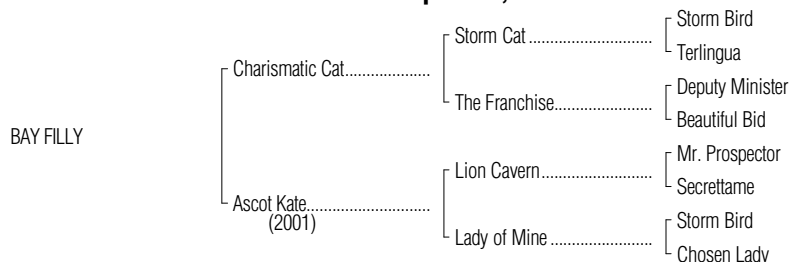 Storm Bird
Storm Cat ................................
Terlingua
Charismatic Cat......................
Deputy Minister
The Franchise.........................
Beautiful Bid
BAY FILLY
Mr. Prospector
Lion Cavern............................
Secrettame
Ascot Kate................................
(2001)
Storm Bird
Lady of Mine ..........................
Chosen Lady